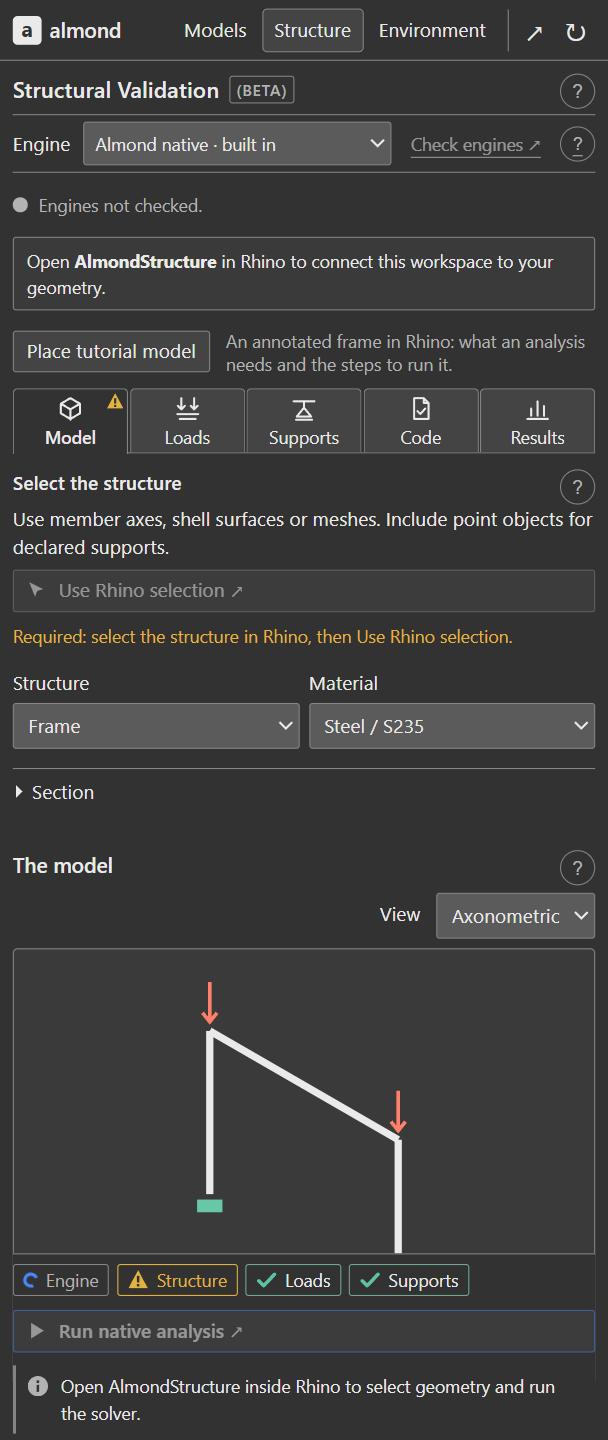 a almond Models Structure Environment ↗ ↻
Structural Validation (BETA) ?
Engine Almond native · built in Check engines ↗ ?
Engines not checked.
Open AlmondStructure in Rhino to connect this workspace to your
geometry.
Place tutorial model
An annotated frame in Rhino: what an analysis
needs and the steps to run it.
Model Loads Supports Code Results
Select the structure ?
Use member axes, shell surfaces or meshes. Include point objects for
declared supports.
Use Rhino selection ↗
Required: select the structure in Rhino, then Use Rhino selection.
Structure Material
Frame Steel / S235
Section
The model ?
View Axonometric
Engine Structure Loads Supports
Run native analysis ↗
Open AlmondStructure inside Rhino to select geometry and run
the solver.